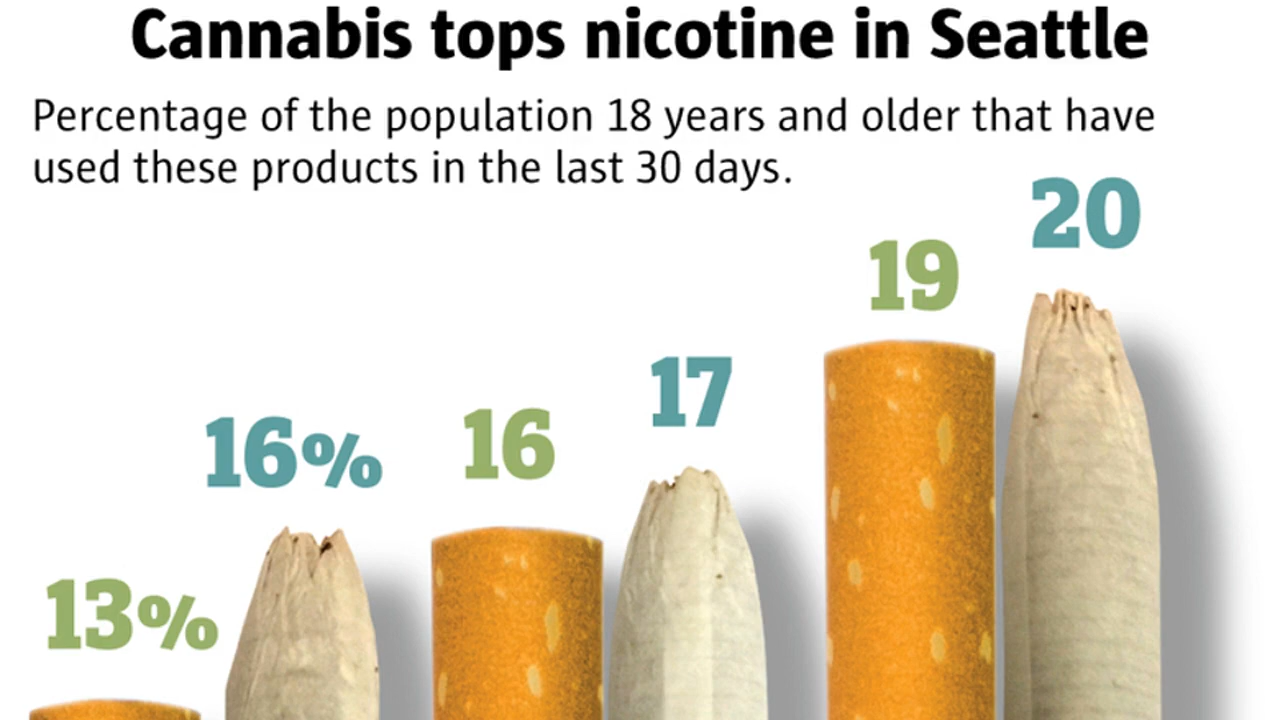 Cannabis tops nicotine in Seattle
Percentage of the population 18 years and older that have
used these products in the last 30 days.
13%
16%
16
17
19
20